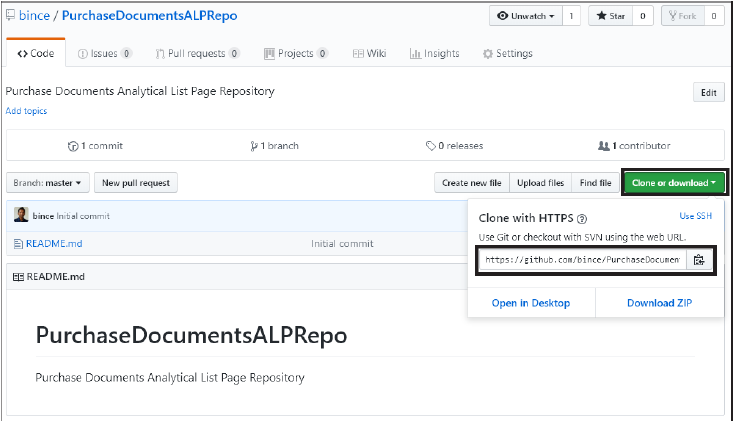 bince / PurchaseDocumentsALPRepo
Unwatch 1 Star 0 Fork 0
Code Issues 0 Pull requests 0 Projects 0 Wiki Insights Settings
Purchase Documents Analytical List Page Repository
Edit
Add topics
1 commit 1 branch 0 releases 1 contributor
Branch: master New pull request Create new file Upload files Find file Clone or download
bince Initial commit
README.md Initial commit
Clone with HTTPS ?
Use SSH
Use Git or checkout with SVN using the web URL.
https://github.com/bince/PurchaseDocumen
Open in Desktop Download ZIP
README.md
PurchaseDocumentsALPRepo
Purchase Documents Analytical List Page Repository